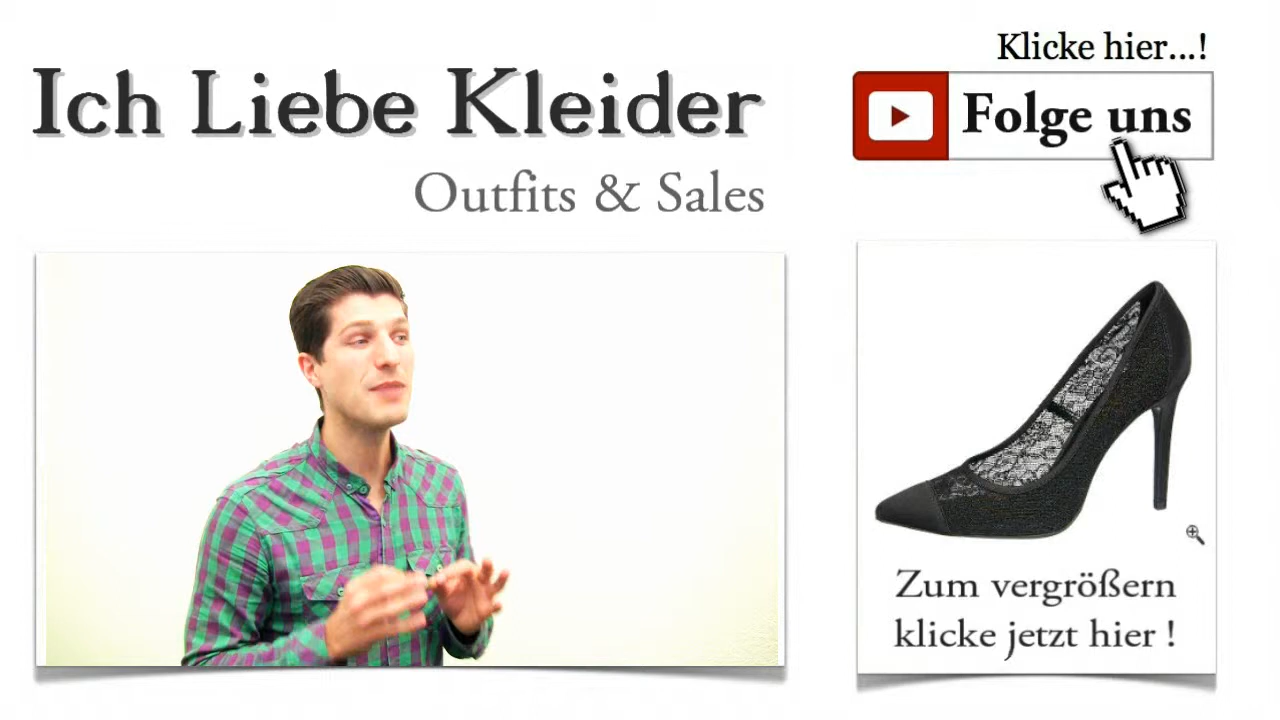 Ich Liebe Kleider
Outfits & Sales
Klicke hier...!
Folge uns
Zum vergrößern
klicke jetzt hier !